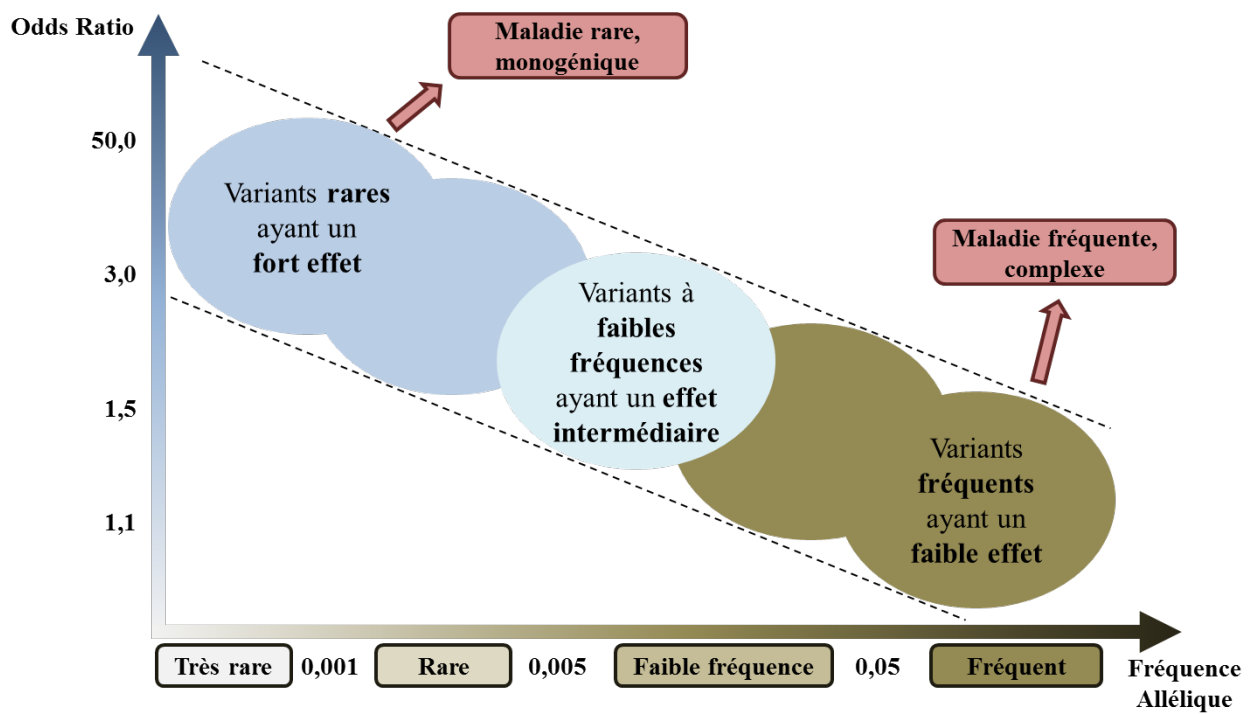 Odds Ratio
Maladie rare,
monogénique
50,0
Variants rares
ayant un
fort effet
Maladie fréquente,
complexe
3,0
Variants à
faibles
fréquences
ayant un effet
intermédiaire
1,5
Variants
fréquents
ayant un
faible effet
1,1
Très rare 0,001 Rare 0,005 Faible fréquence 0,05 Fréquent
Fréquence
Allélique